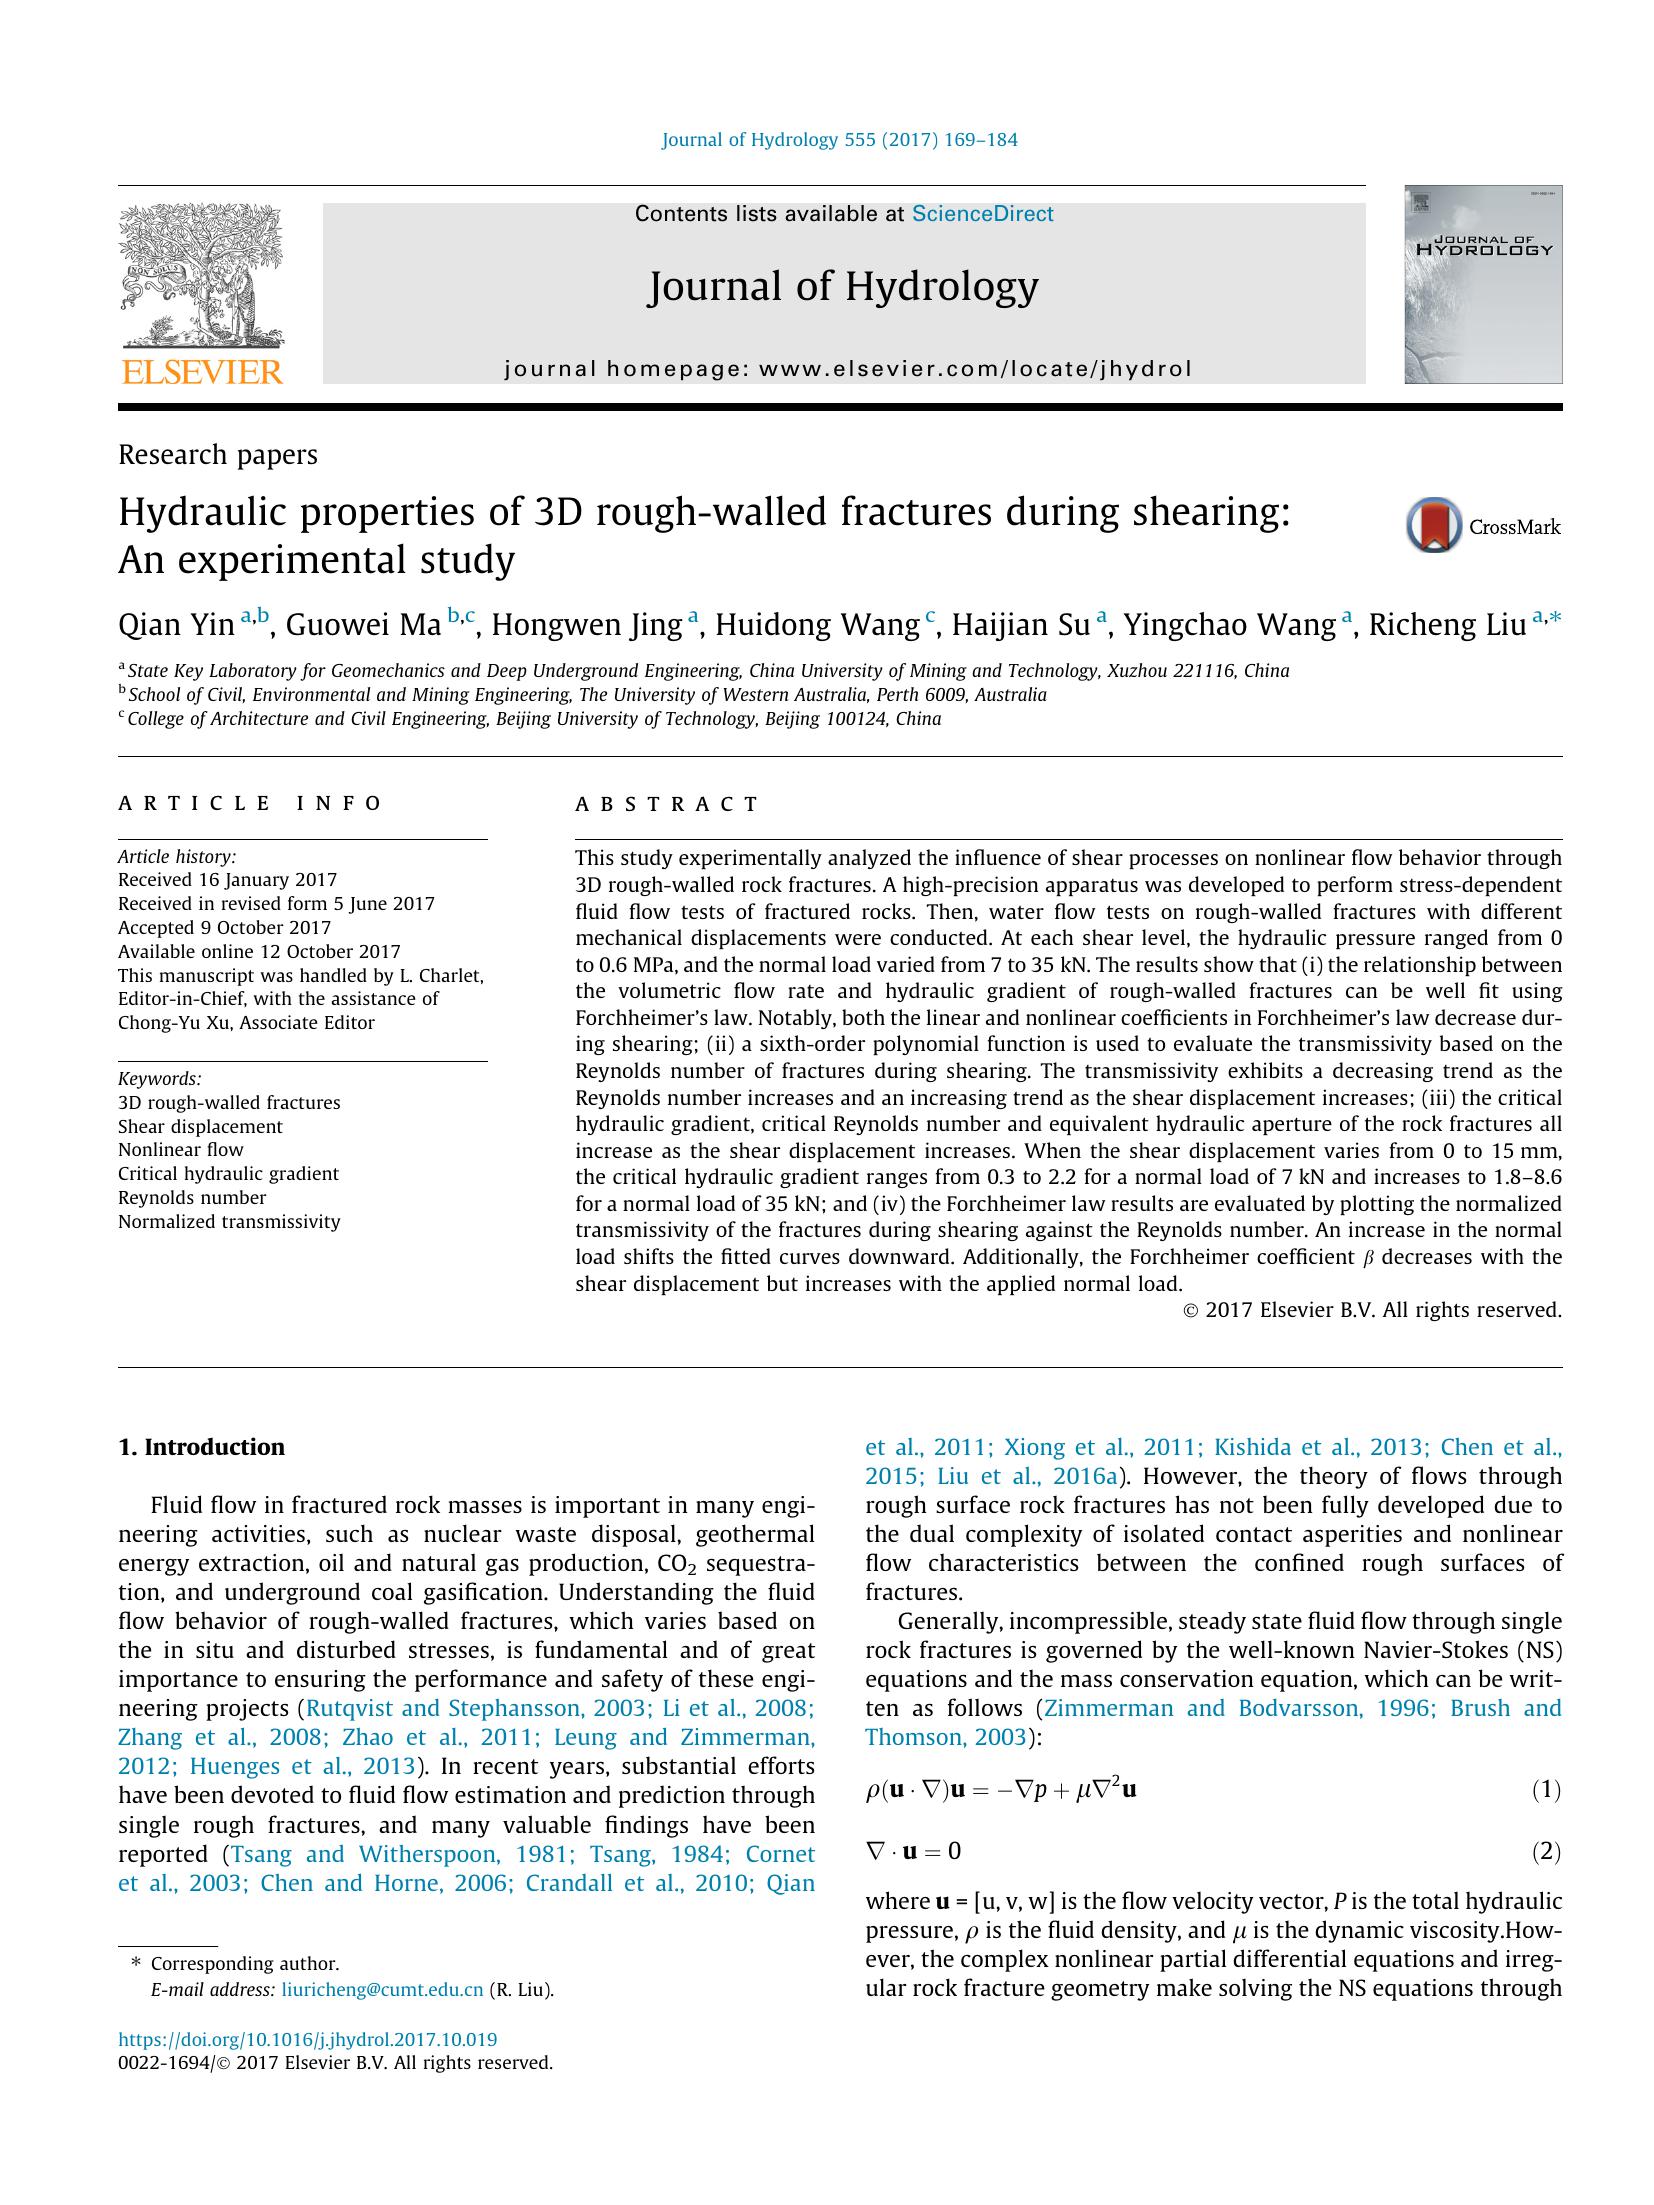 Journal of Hydrology 555 (2017) 169–184
Contents lists available at ScienceDirect
Journal of Hydrology
journal homepage: www.elsevier.com/locate/jhydrol
NON SOLUS
ELSEVIER
JOURNAL OF
HYDROLOGY
Research papers
Hydraulic properties of 3D rough-walled fractures during shearing:
An experimental study
CrossMark
Qian Yin a,b, Guowei Ma b,c, Hongwen Jing a, Huidong Wang c, Haijian Su a, Yingchao Wang a, Richeng Liu a,*
a State Key Laboratory for Geomechanics and Deep Underground Engineering, China University of Mining and Technology, Xuzhou 221116, China
b School of Civil, Environmental and Mining Engineering, The University of Western Australia, Perth 6009, Australia
c College of Architecture and Civil Engineering, Beijing University of Technology, Beijing 100124, China
ARTICLE INFO
Article history:
Received 16 January 2017
Received in revised form 5 June 2017
Accepted 9 October 2017
Available online 12 October 2017
This manuscript was handled by L. Charlet,
Editor-in-Chief, with the assistance of
Chong-Yu Xu, Associate Editor
Keywords:
3D rough-walled fractures
Shear displacement
Nonlinear flow
Critical hydraulic gradient
Reynolds number
Normalized transmissivity
ABSTRACT
This study experimentally analyzed the influence of shear processes on nonlinear flow behavior through
3D rough-walled rock fractures. A high-precision apparatus was developed to perform stress-dependent
fluid flow tests of fractured rocks. Then, water flow tests on rough-walled fractures with different
mechanical displacements were conducted. At each shear level, the hydraulic pressure ranged from 0
to 0.6 MPa, and the normal load varied from 7 to 35 kN. The results show that (i) the relationship between
the volumetric flow rate and hydraulic gradient of rough-walled fractures can be well fit using
Forchheimer's law. Notably, both the linear and nonlinear coefficients in Forchheimer's law decrease dur-
ing shearing; (ii) a sixth-order polynomial function is used to evaluate the transmissivity based on the
Reynolds number of fractures during shearing. The transmissivity exhibits a decreasing trend as the
Reynolds number increases and an increasing trend as the shear displacement increases; (iii) the critical
hydraulic gradient, critical Reynolds number and equivalent hydraulic aperture of the rock fractures all
increase as the shear displacement increases. When the shear displacement varies from 0 to 15 mm,
the critical hydraulic gradient ranges from 0.3 to 2.2 for a normal load of 7 kN and increases to 1.8–8.6
for a normal load of 35 kN; and (iv) the Forchheimer law results are evaluated by plotting the normalized
transmissivity of the fractures during shearing against the Reynolds number. An increase in the normal
load shifts the fitted curves downward. Additionally, the Forchheimer coefficient β decreases with the
shear displacement but increases with the applied normal load.
© 2017 Elsevier B.V. All rights reserved.
1. Introduction
Fluid flow in fractured rock masses is important in many engi-
neering activities, such as nuclear waste disposal, geothermal
energy extraction, oil and natural gas production, CO₂ sequestra-
tion, and underground coal gasification. Understanding the fluid
flow behavior of rough-walled fractures, which varies based on
the in situ and disturbed stresses, is fundamental and of great
importance to ensuring the performance and safety of these engi-
neering projects (Rutqvist and Stephansson, 2003; Li et al., 2008;
Zhang et al., 2008; Zhao et al., 2011; Leung and Zimmerman,
2012; Huenges et al., 2013). In recent years, substantial efforts
have been devoted to fluid flow estimation and prediction through
single rough fractures, and many valuable findings have been
reported (Tsang and Witherspoon, 1981; Tsang, 1984; Cornet
et al., 2003; Chen and Horne, 2006; Crandall et al., 2010; Qian
et al., 2011; Xiong et al., 2011; Kishida et al., 2013; Chen et al.,
2015; Liu et al., 2016a). However, the theory of flows through
rough surface rock fractures has not been fully developed due to
the dual complexity of isolated contact asperities and nonlinear
flow characteristics between the confined rough surfaces of
fractures.
Generally, incompressible, steady state fluid flow through single
rock fractures is governed by the well-known Navier-Stokes (NS)
equations and the mass conservation equation, which can be writ-
ten as follows (Zimmerman and Bodvarsson, 1996; Brush and
Thomson, 2003):
ρ(u · ∇)u = −∇p + μ∇²u (1)
∇ · u = 0 (2)
where u = [u, v, w] is the flow velocity vector, P is the total hydraulic
pressure, ρ is the fluid density, and μ is the dynamic viscosity.How-
ever, the complex nonlinear partial differential equations and irreg-
ular rock fracture geometry make solving the NS equations through
* Corresponding author.
E-mail address: liuricheng@cumt.edu.cn (R. Liu).
https://doi.org/10.1016/j.jhydrol.2017.10.019
0022-1694/© 2017 Elsevier B.V. All rights reserved.